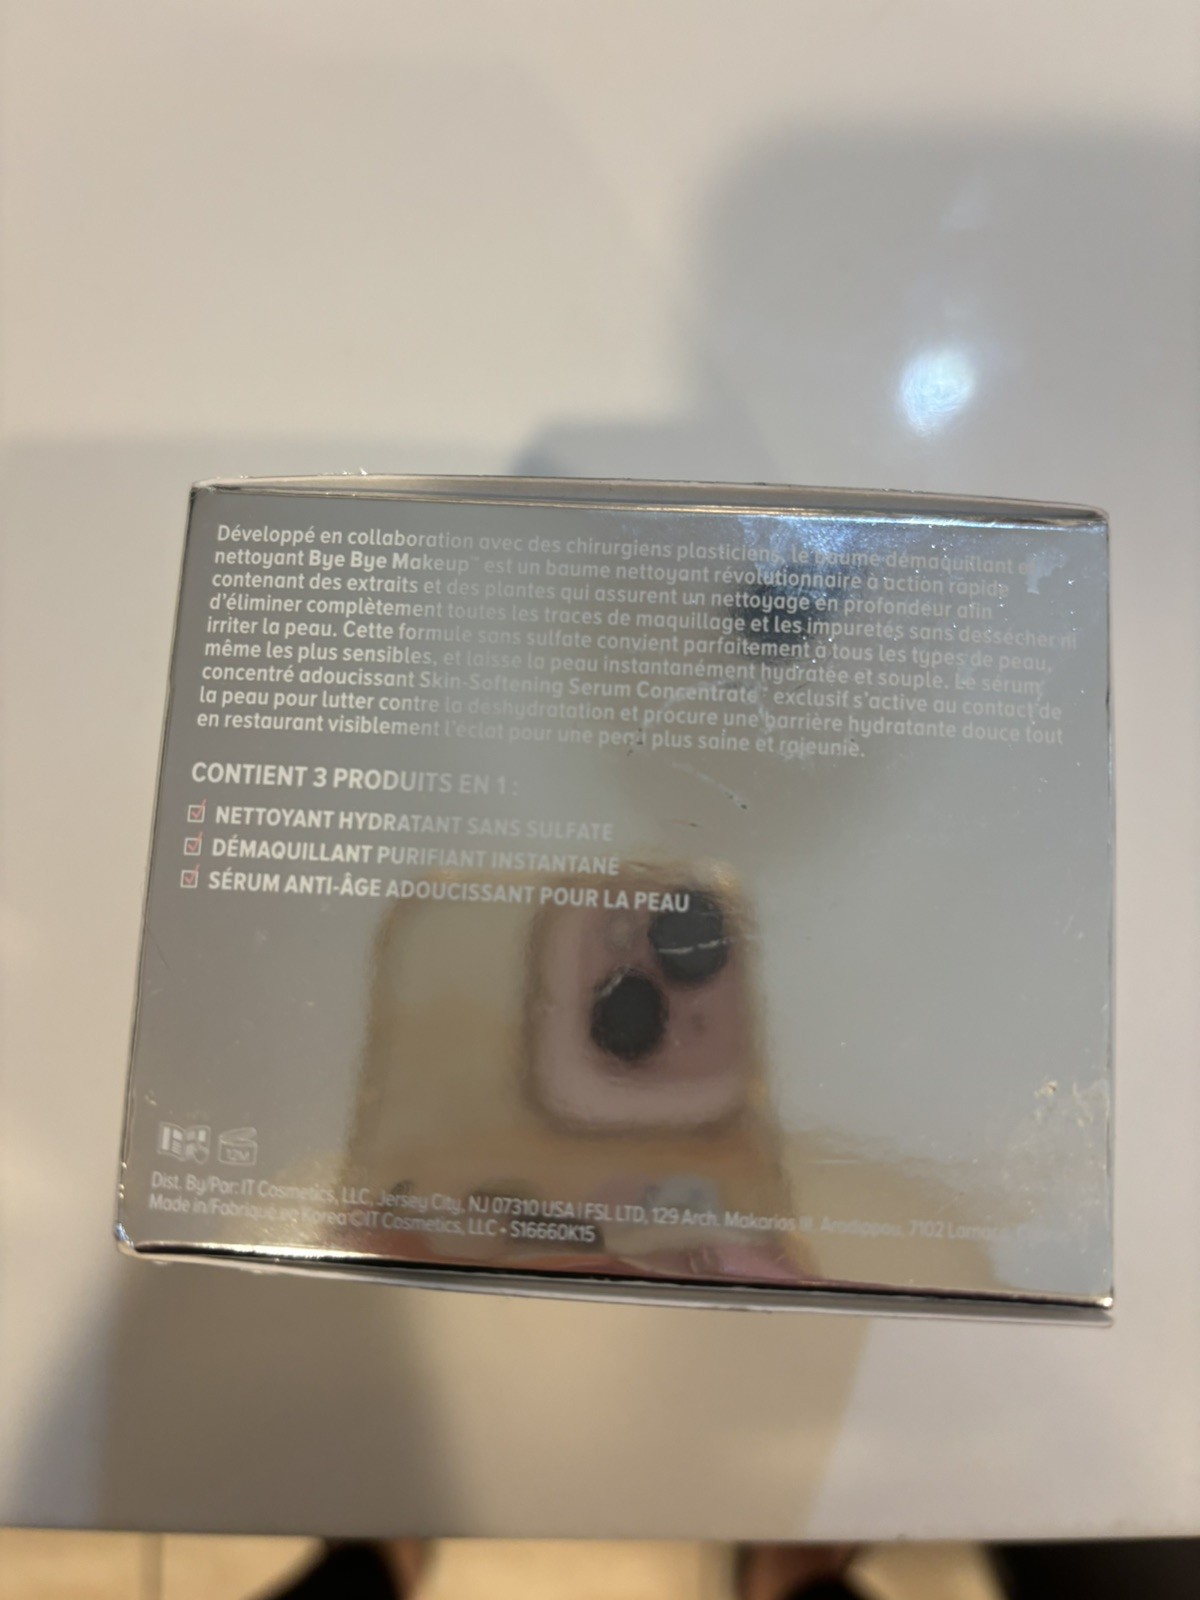 Développé en collaboration avec des chirurgiens plasticiens, le baume démaquillant e
nettoyant Bye Bye Makeup™ est un baume nettoyant révolutionnaire à action rapide
contenant des extraits et des plantes qui assurent un nettoyage en profondeur afin
d'éliminer complètement toutes les traces de maquillage et les impuretés sans dessécher ni
irriter la peau. Cette formule sans sulfate convient parfaitement à tous les types de peau,
même les plus sensibles, et laisse la peau instantanément hydratée et souple. Le sérum
concentré adoucissant Skin-Softening Serum Concentrate™ exclusif s'active au contact de
la peau pour lutter contre la déshydratation et procure une barrière hydratante douce tout
en restaurant visiblement l'éclat pour une peau plus saine et rajeunie.
CONTIENT 3 PRODUITS EN 1 :
NETTOYANT HYDRATANT SANS SULFATE
DÉMAQUILLANT PURIFIANT INSTANTANÉ
SÉRUM ANTI-ÂGE ADOUCISSANT POUR LA PEAU
12M
Dist. By/Par: IT Cosmetics, LLC, Jersey City, NJ 07310 USA | FSL LTD, 129 Arch. Makarios III, Aradippou, 7102
Made in/Fabriqué en Korea ©IT Cosmetics, LLC • S16660K15